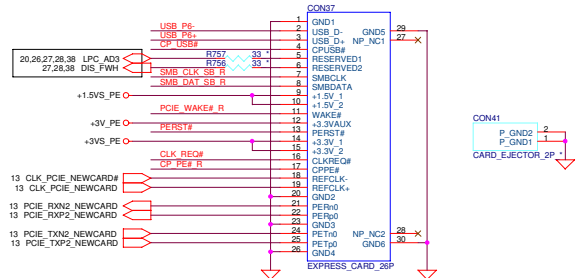 CON37
USB_P6- 1 GND1
USB_P6+ 2 USB_D- GND5 29
CP_USB# 3 USB_D+ NP_NC1 27
4 CPUSB#
20,26,27,28,38 LPC_AD3 R757 33 * 5 RESERVED1
27,28,38 DIS_FWH R756 33 * 6 RESERVED2
SMB_CLK_SB_R 7 SMBCLK
SMB_DAT_SB_R 8 SMBDATA
+1.5VS_PE 9 +1.5V_1
10 +1.5V_2
PCIE_WAKE#_R 11 WAKE#
+3V_PE 12 +3.3VAUX
PERST# 13 PERST#
+3VS_PE 14 +3.3V_1
15 +3.3V_2
CLK_REQ# 16 CLKREQ#
CP_PE#_R 17 CPPE#
13 CLK_PCIE_NEWCARD# 18 REFCLK-
13 CLK_PCIE_NEWCARD 19 REFCLK+
20 GND2
13 PCIE_RXN2_NEWCARD 21 PERn0
13 PCIE_RXP2_NEWCARD 22 PERp0
23 GND3
13 PCIE_TXN2_NEWCARD 24 PETn0 NP_NC2 28
13 PCIE_TXP2_NEWCARD 25 PETp0 GND6 30
26 GND4
EXPRESS_CARD_26P
CON41
P_GND2 2
P_GND1 1
CARD_EJECTOR_2P *